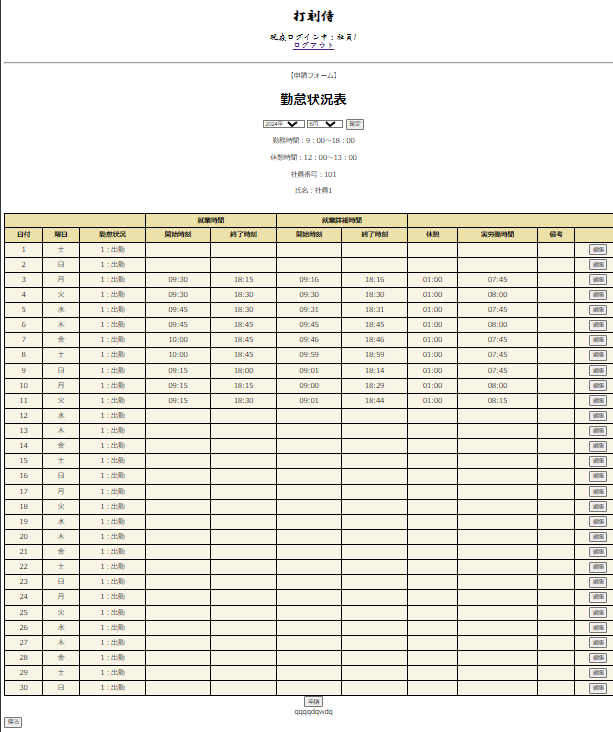 打刻侍
現在ログイン中：社員1
ログアウト
【申請フォーム】
勤怠状況表
2024年 6月 確定
勤務時間：9：00～18：00
休憩時間：12：00～13：00
社員番号：101
氏名：社員1
就業時間 就業詳細時間
日付 曜日 勤怠状況 開始時刻 終了時刻 開始時刻 終了時刻 休憩 実労働時間 備考
1 土 1：出勤 編集
2 日 1：出勤 編集
3 月 1：出勤 09:30 18:15 09:16 18:16 01:00 07:45 編集
4 火 1：出勤 09:30 18:30 09:30 18:30 01:00 08:00 編集
5 水 1：出勤 09:45 18:30 09:31 18:31 01:00 07:45 編集
6 木 1：出勤 09:45 18:45 09:45 18:45 01:00 08:00 編集
7 金 1：出勤 10:00 18:45 09:46 18:46 01:00 07:45 編集
8 土 1：出勤 10:00 18:45 09:59 18:59 01:00 07:45 編集
9 日 1：出勤 09:15 18:00 09:01 18:14 01:00 07:45 編集
10 月 1：出勤 09:15 18:15 09:00 18:29 01:00 08:00 編集
11 火 1：出勤 09:15 18:30 09:01 18:44 01:00 08:15 編集
12 水 1：出勤 編集
13 木 1：出勤 編集
14 金 1：出勤 編集
15 土 1：出勤 編集
16 日 1：出勤 編集
17 月 1：出勤 編集
18 火 1：出勤 編集
19 水 1：出勤 編集
20 木 1：出勤 編集
21 金 1：出勤 編集
22 土 1：出勤 編集
23 日 1：出勤 編集
24 月 1：出勤 編集
25 火 1：出勤 編集
26 水 1：出勤 編集
27 木 1：出勤 編集
28 金 1：出勤 編集
29 土 1：出勤 編集
30 日 1：出勤 編集
申請
qqqqdqwdq
戻る